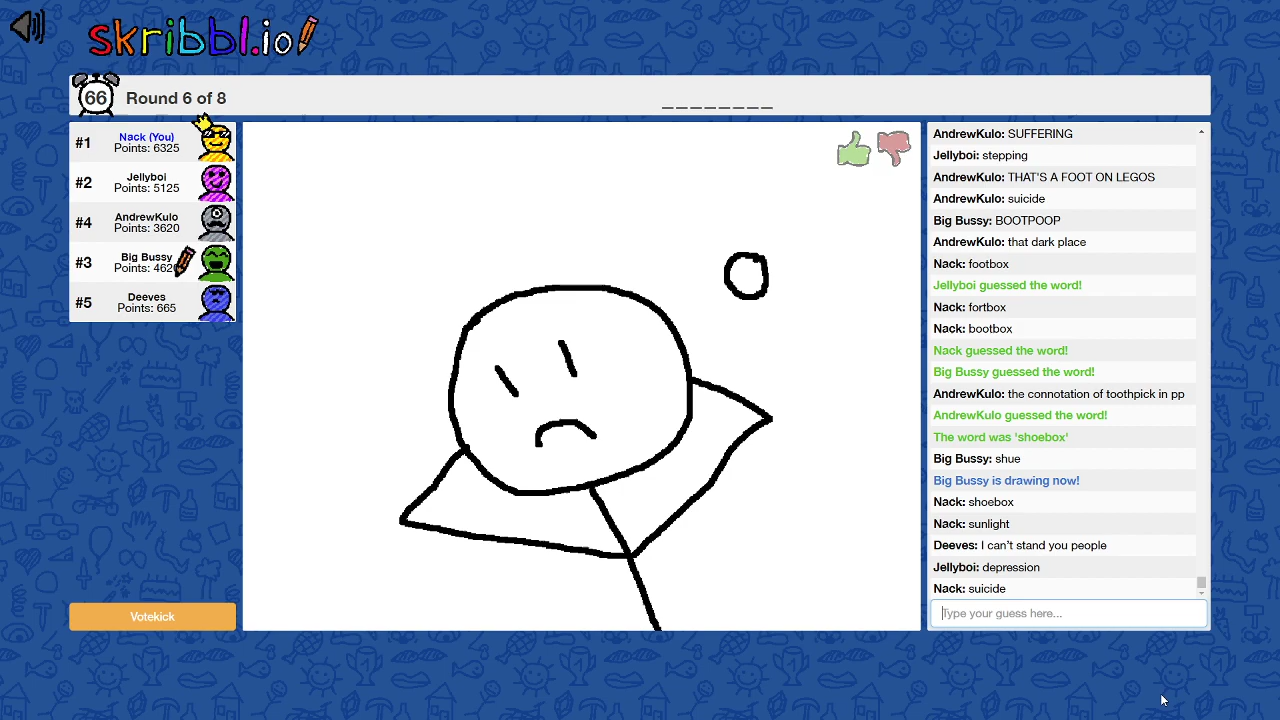 skribbl.io
66
Round 6 of 8
________
#1
Nack (You)
Points: 6325
#2
Jellyboi
Points: 5125
#4
AndrewKulo
Points: 3620
#3
Big Bussy
Points: 4620
#5
Deeves
Points: 665
Votekick
AndrewKulo: SUFFERING
Jellyboi: stepping
AndrewKulo: THAT'S A FOOT ON LEGOS
AndrewKulo: suicide
Big Bussy: BOOTPOOP
AndrewKulo: that dark place
Nack: footbox
Jellyboi guessed the word!
Nack: fortbox
Nack: bootbox
Nack guessed the word!
Big Bussy guessed the word!
AndrewKulo: the connotation of toothpick in pp
AndrewKulo guessed the word!
The word was 'shoebox'
Big Bussy: shue
Big Bussy is drawing now!
Nack: shoebox
Nack: sunlight
Deeves: I can't stand you people
Jellyboi: depression
Nack: suicide
Type your guess here...